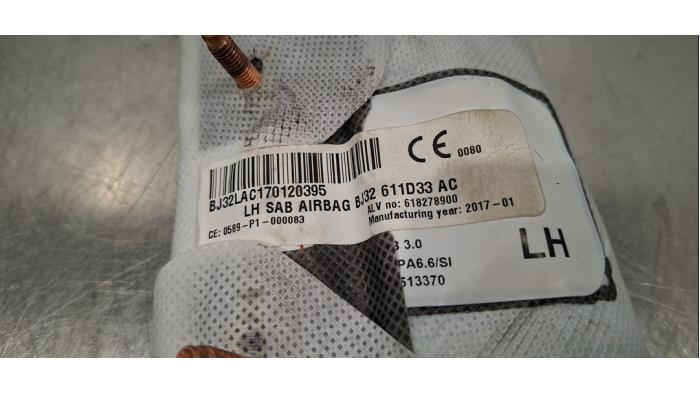 CE 0080
BJ32LAC170120395
LH SAB AIRBAG BJ32 611D33 AC
ALV no: 618278900
CE: 0589-P1-000083
Manufacturing year: 2017-01
3.0
PA6.6/SI
513370
LH